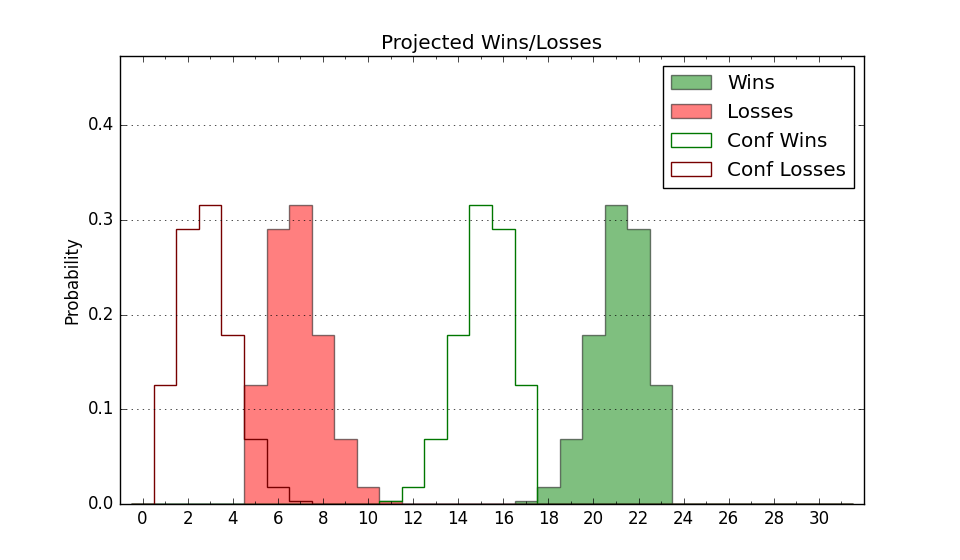 Projected Wins/Losses
Wins
Losses
Conf Wins
Conf Losses
Probability
0.4
0.3
0.2
0.1
0.0
0 2 4 6 8 10 12 14 16 18 20 22 24 26 28 30